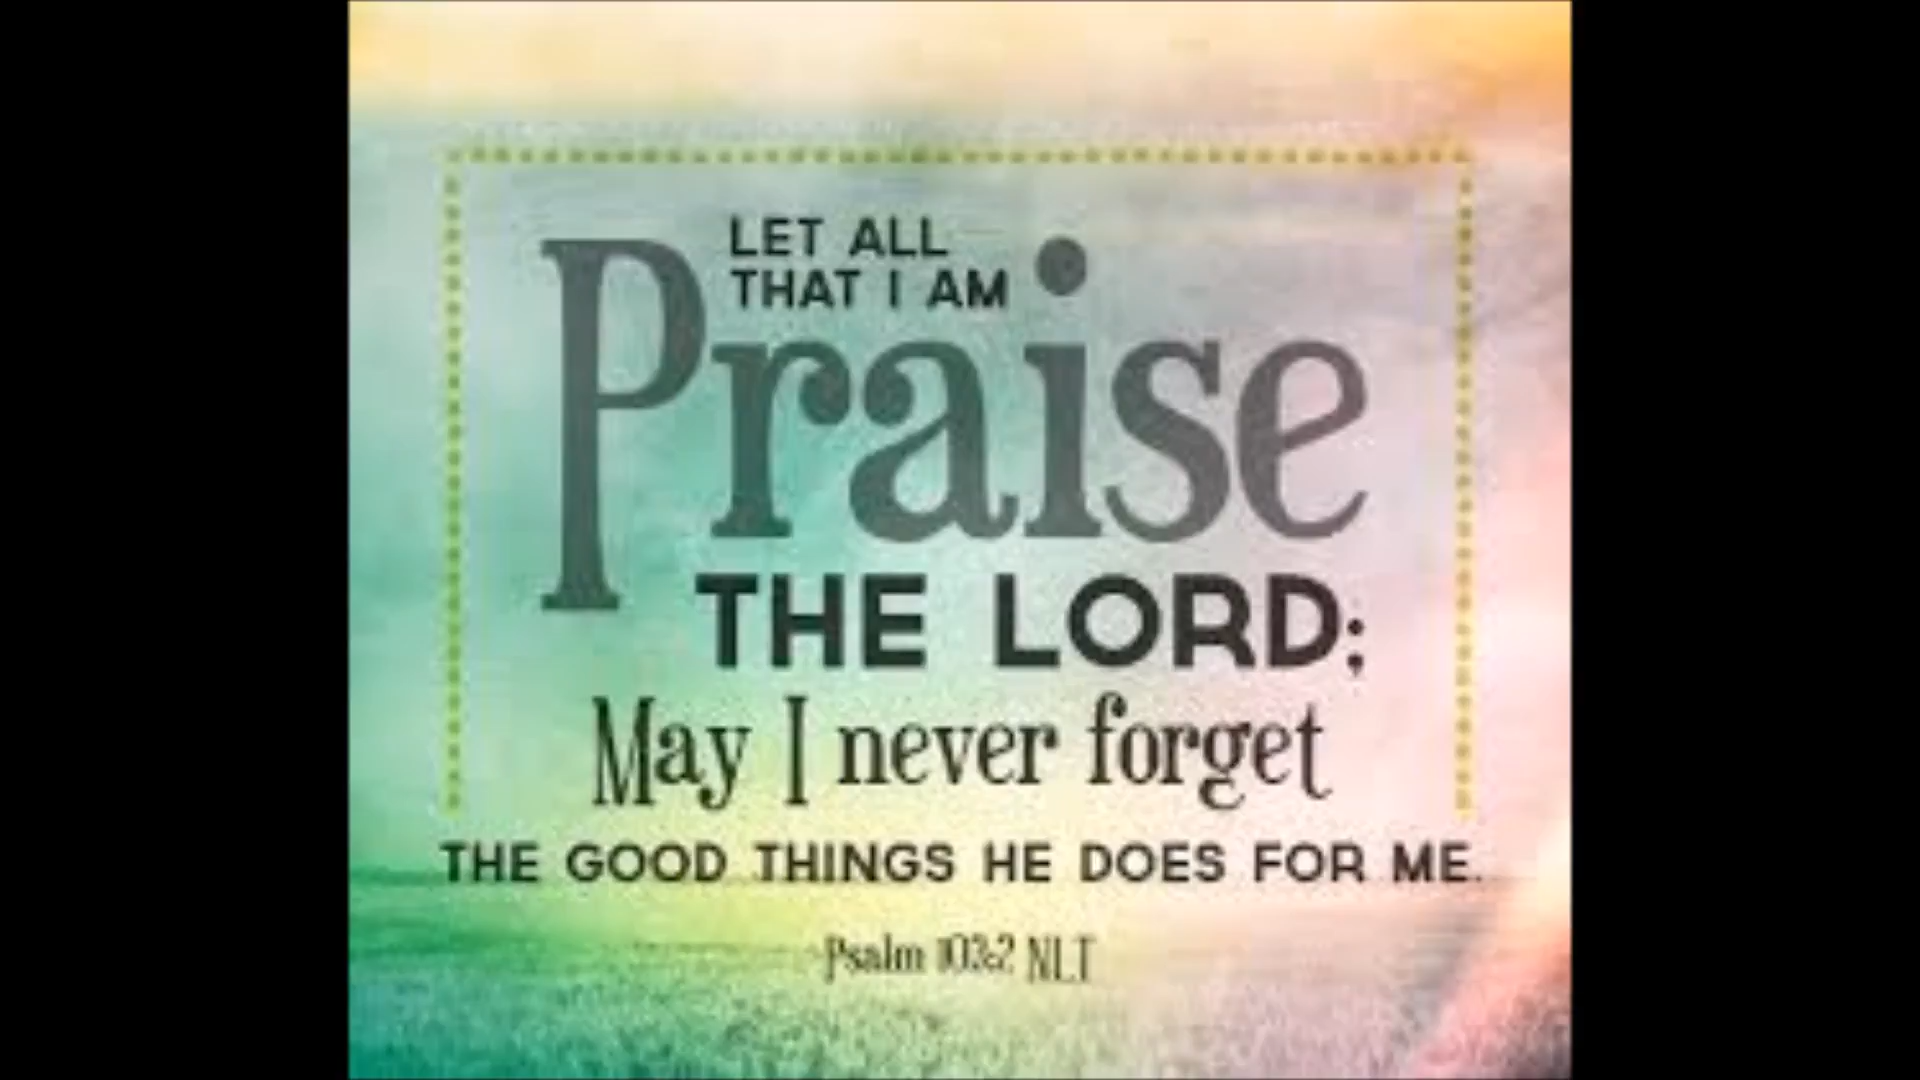 LET ALL
THAT I AM
Praise
THE LORD;
May I never forget
THE GOOD THINGS HE DOES FOR ME.
Psalm 103:2 NLT